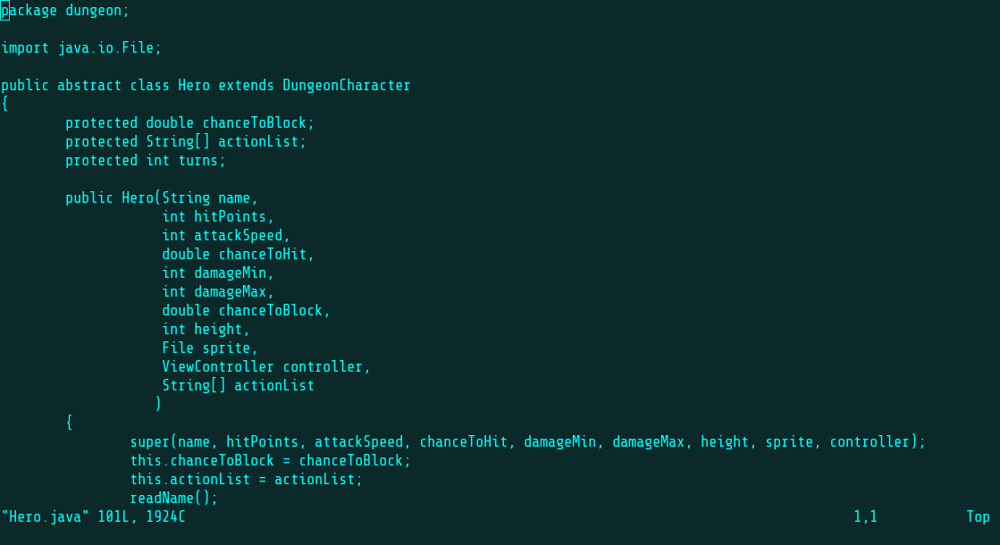 package dungeon;

import java.io.File;

public abstract class Hero extends DungeonCharacter
{
        protected double chanceToBlock;
        protected String[] actionList;
        protected int turns;

        public Hero(String name,
                    int hitPoints,
                    int attackSpeed,
                    double chanceToHit,
                    int damageMin,
                    int damageMax,
                    double chanceToBlock,
                    int height,
                    File sprite,
                    ViewController controller,
                    String[] actionList
                   )
        {
                super(name, hitPoints, attackSpeed, chanceToHit, damageMin, damageMax, height, sprite, controller);
                this.chanceToBlock = chanceToBlock;
                this.actionList = actionList;
                readName();
"Hero.java" 101L, 1924C 1,1 Top